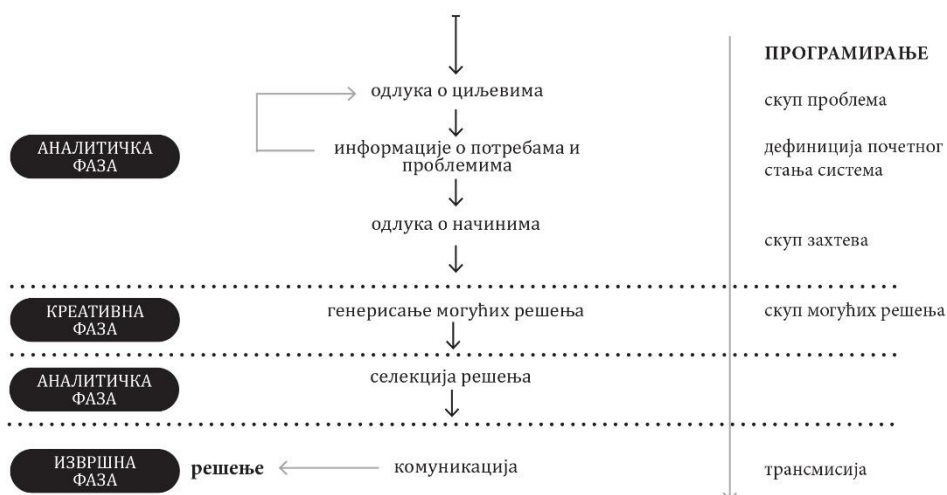 ПРОГРАМИРАЊЕ
одлука о циљевима
скуп проблема
АНАЛИТИЧКА
ФАЗА
информације о потребама и
проблемима
дефиниција почетног
стања система
одлука о начинима
скуп захтева
КРЕАТИВНА
ФАЗА
генерисање могућих решења
скуп могућих решења
АНАЛИТИЧКА
ФАЗА
селекција решења
ИЗВРШНА
ФАЗА
решење
комуникација
трансмисија